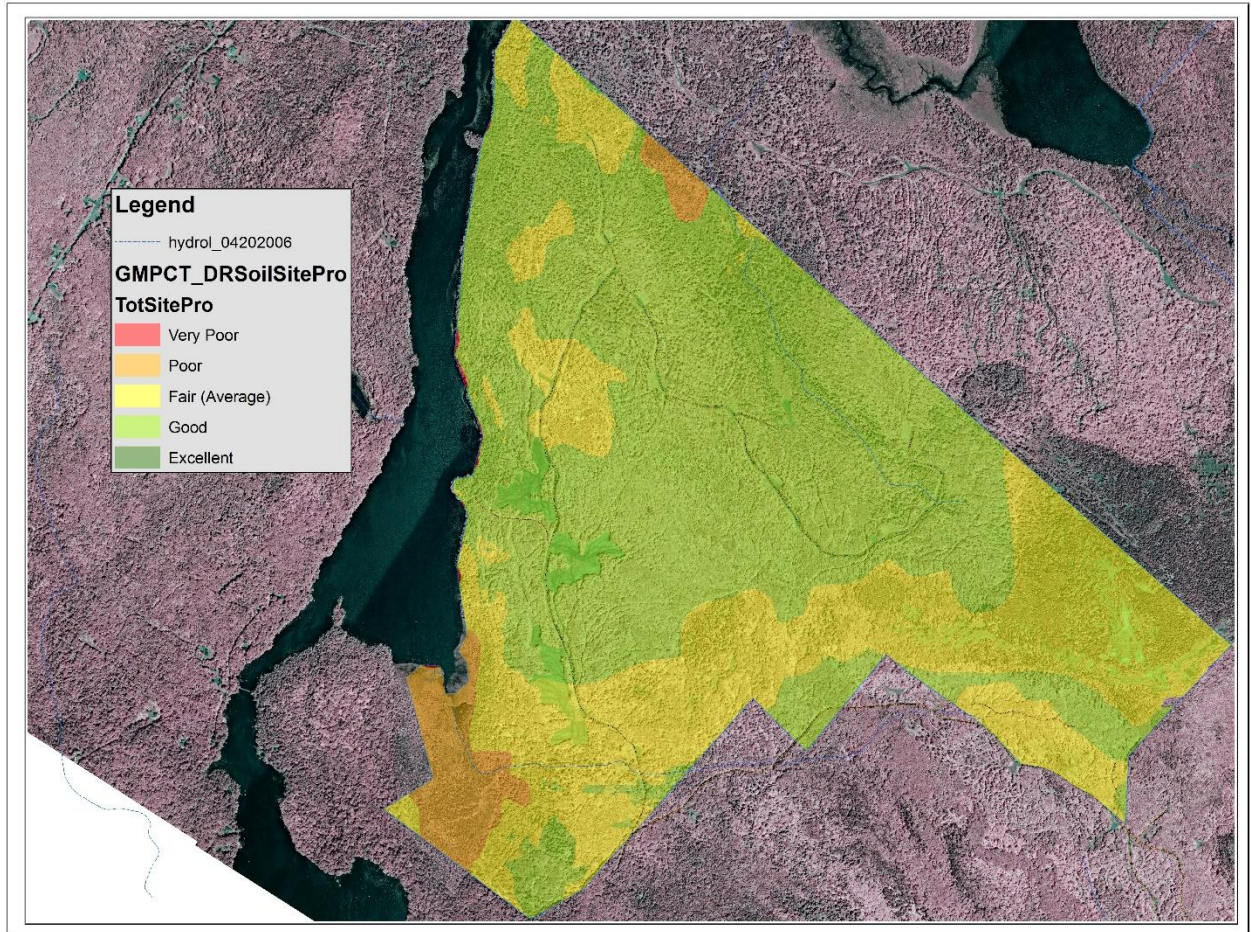 Legend
hydrol_04202006
GMPCT_DRSoilSitePro
TotSitePro
Very Poor
Poor
Fair (Average)
Good
Excellent